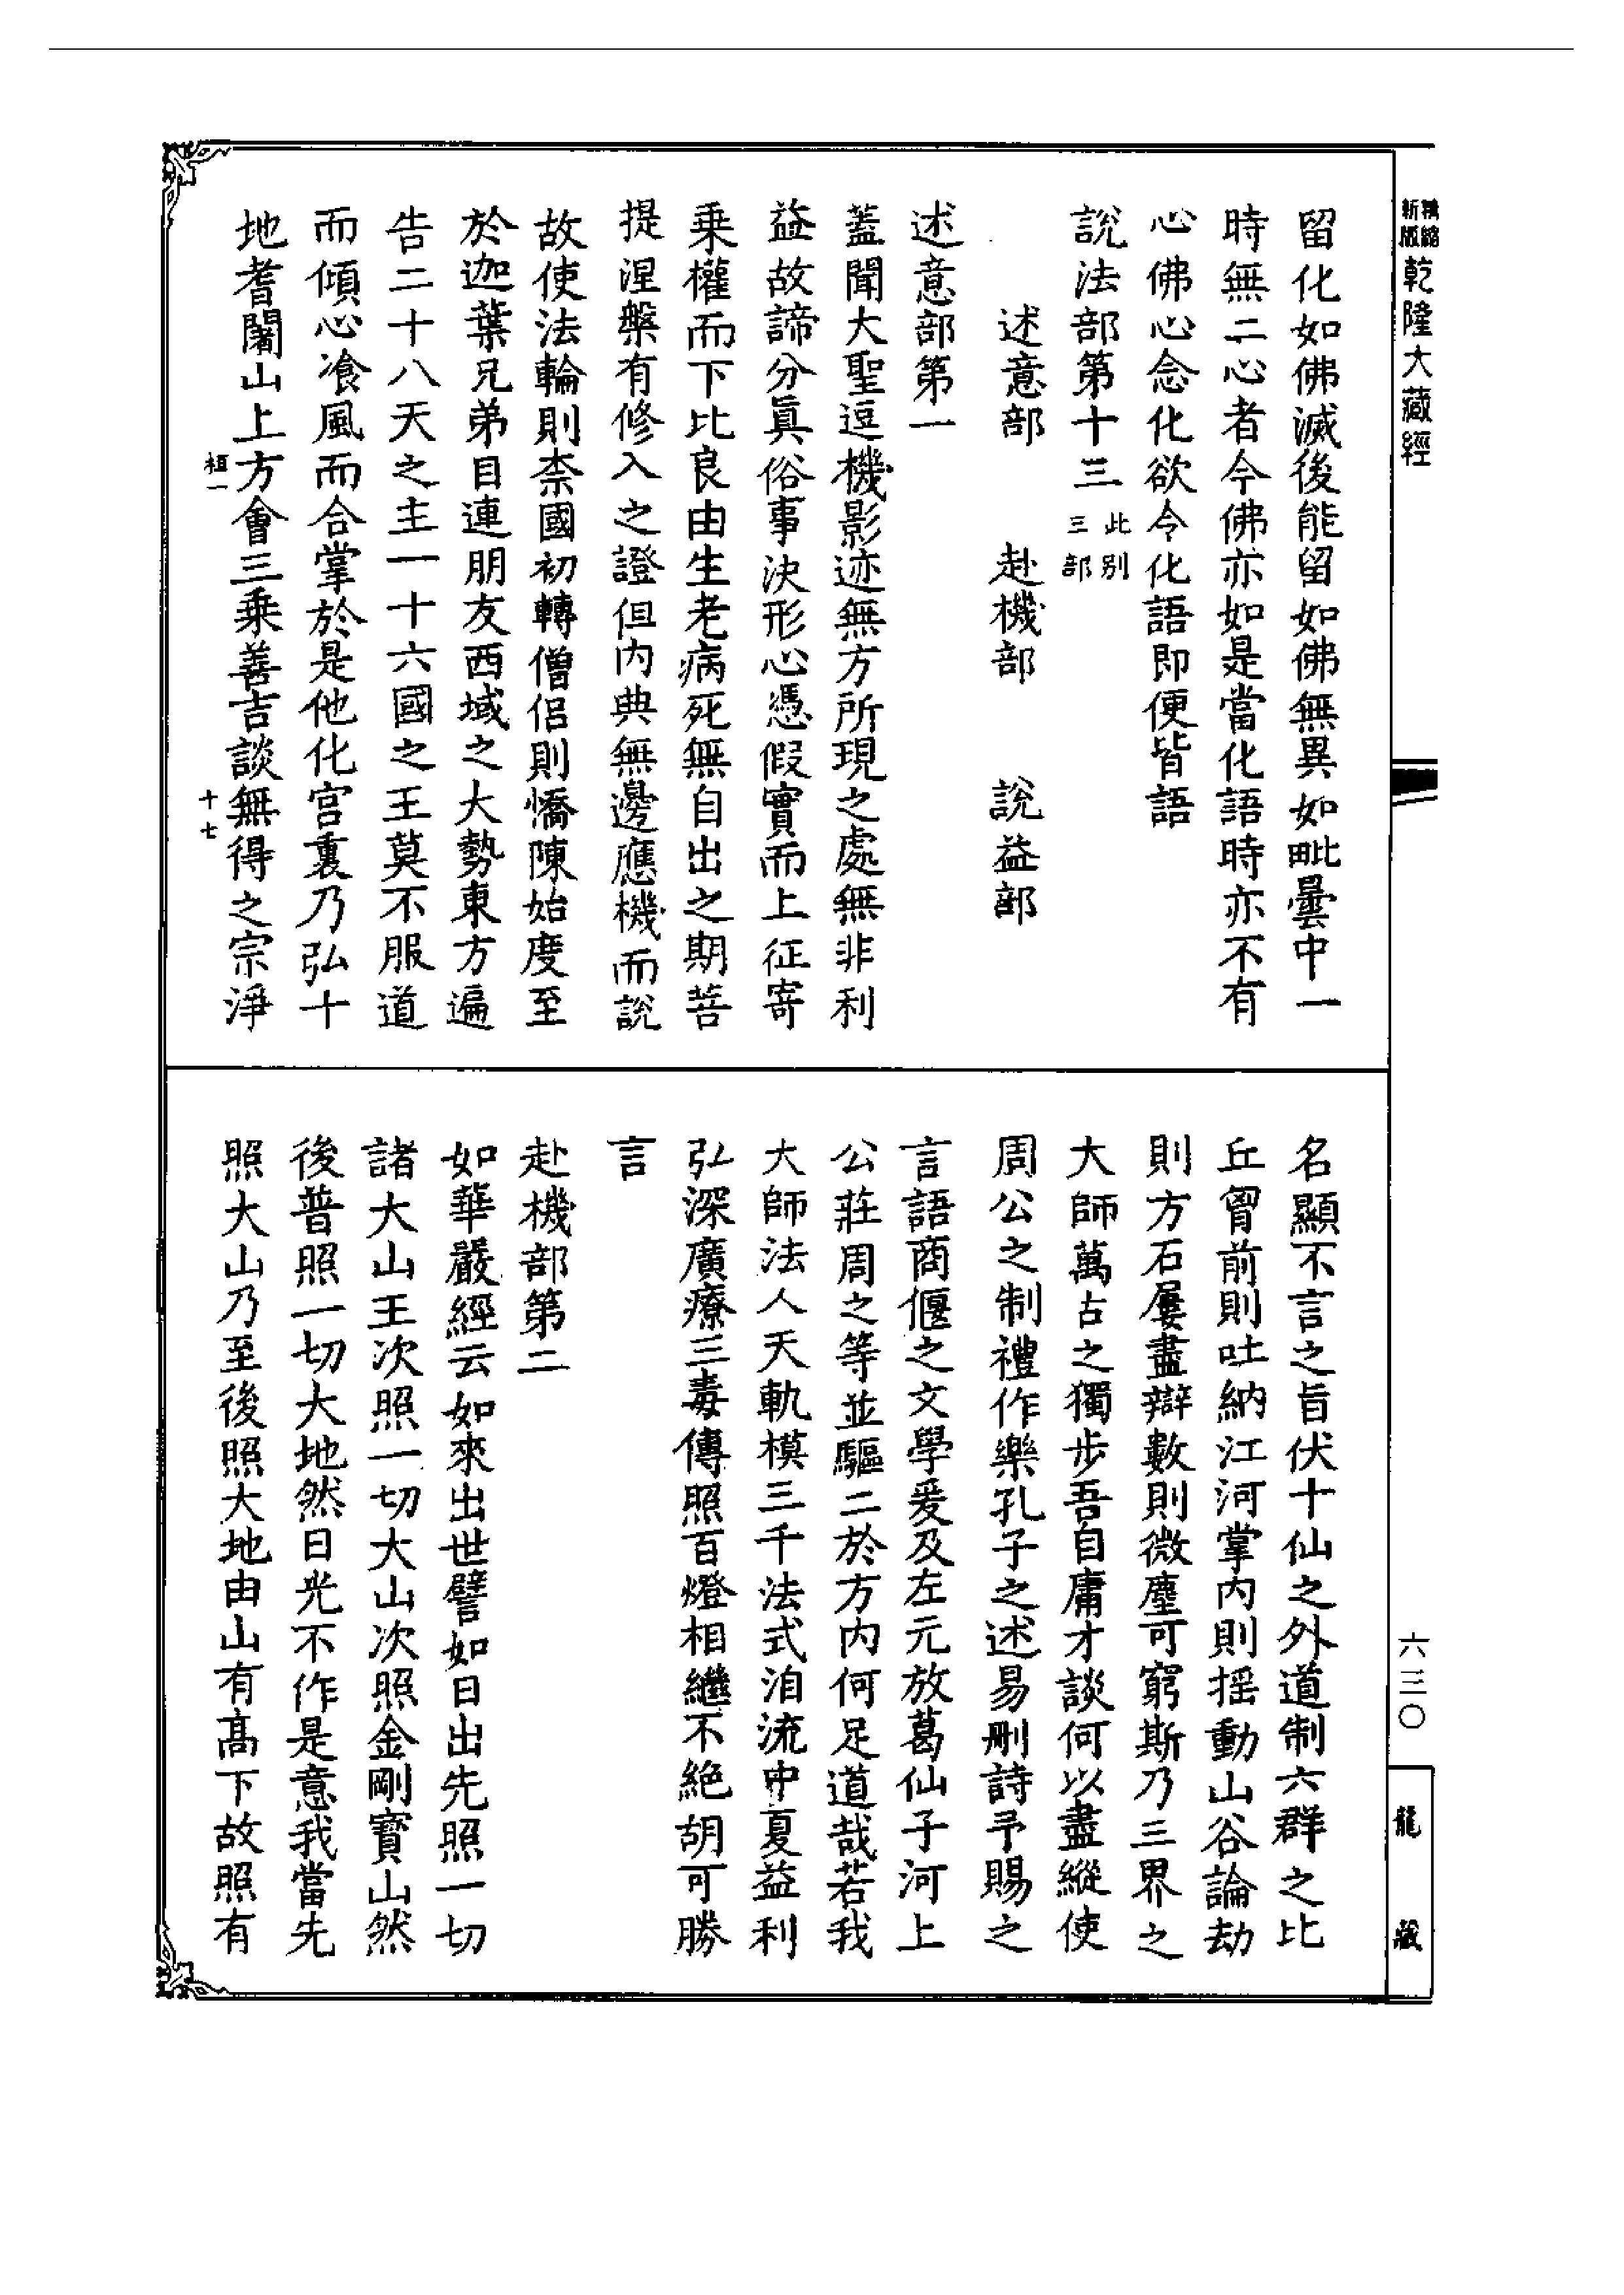 精縮新版乾隆大藏經
留化如佛滅後能留如佛無異如毗曇中一
時無二心者今佛亦如是當化語時亦不有
心佛心念化欲令化語即便皆語
說法部第十三此別三部
述意部 赴機部 說益部
述意部第一
蓋聞大聖逗機影迹無方所現之處無非利
益故諦分眞俗事決形心憑假實而上征寄
乗權而下比良由生老病死無自出之期菩
提涅槃有修入之證但内典無邊應機而說
故使法輪則柰國初轉僧侣則憍陳始度至
於迦葉兄弟目連朋友西域之大勢東方遍
告二十八天之主一十六國之王莫不服道
而傾心飡風而合掌於是他化宫裏乃弘十
地耆闍山上方會三乗善吉談無得之宗淨
桓一 十七
名顯不言之旨伏十仙之外道制六群之比
丘胷前則吐納江河掌内則揺動山谷論劫
則方石屢盡辯數則微塵可窮斯乃三界之
大師萬古之獨步吾自庸才談何以盡縱使
周公之制禮作樂孔子之述易刪詩予賜之
言語商偃之文學爰及左元放葛仙子河上
公莊周之等並驅二於方内何足道哉若我
大師法人天軌模三千法式洎流中夏益利
弘深廣療三毒傳照百燈相繼不絶胡可勝
言
赴機部第二
如華嚴經云如來出世譬如日出先照一切
諸大山王次照一切大山次照金剛寶山然
後普照一切大地然日光不作是意我當先
照大山乃至後照大地由山有髙下故照有
六三〇
龍藏